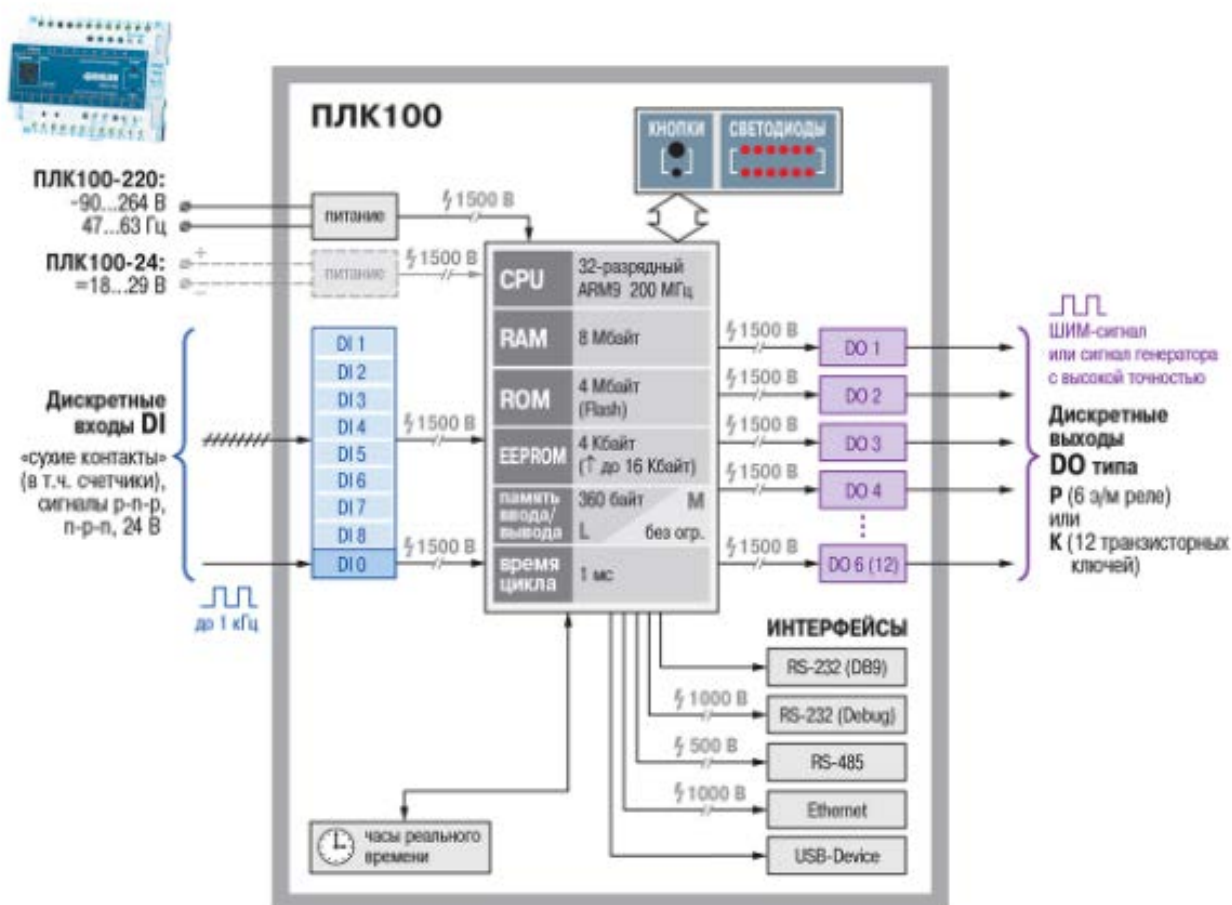 ПЛК100
КНОПКИ
СВЕТОДИОДЫ
ПЛК100-220:
~90...264 В
47...63 Гц
питание
1500 В
ПЛК100-24:
+
=18...29 В
–
питание
1500 В
CPU
32-разрядный
ARM9 200 МГц
RAM
8 Мбайт
ROM
4 Мбайт
(Flash)
EEPROM
4 Кбайт
(↑ до 16 Кбайт)
память
ввода/
вывода
360 байт
M
L
без огр.
время
цикла
1 мс
Дискретные
входы DI
«сухие контакты»
(в т.ч. счетчики),
сигналы p-n-p,
n-p-n, 24 В
DI 1
DI 2
DI 3
DI 4
DI 5
DI 6
DI 7
DI 8
DI 0
1500 В
1500 В
до 1 кГц
1500 В
DO 1
1500 В
DO 2
1500 В
DO 3
1500 В
DO 4
1500 В
DO 6 (12)
ШИМ-сигнал
или сигнал генератора
с высокой точностью
Дискретные
выходы
DO типа
Р (6 э/м реле)
или
К (12 транзисторных
ключей)
ИНТЕРФЕЙСЫ
RS-232 (DB9)
1000 В
RS-232 (Debug)
500 В
RS-485
1000 В
Ethernet
USB-Device
часы реального
времени